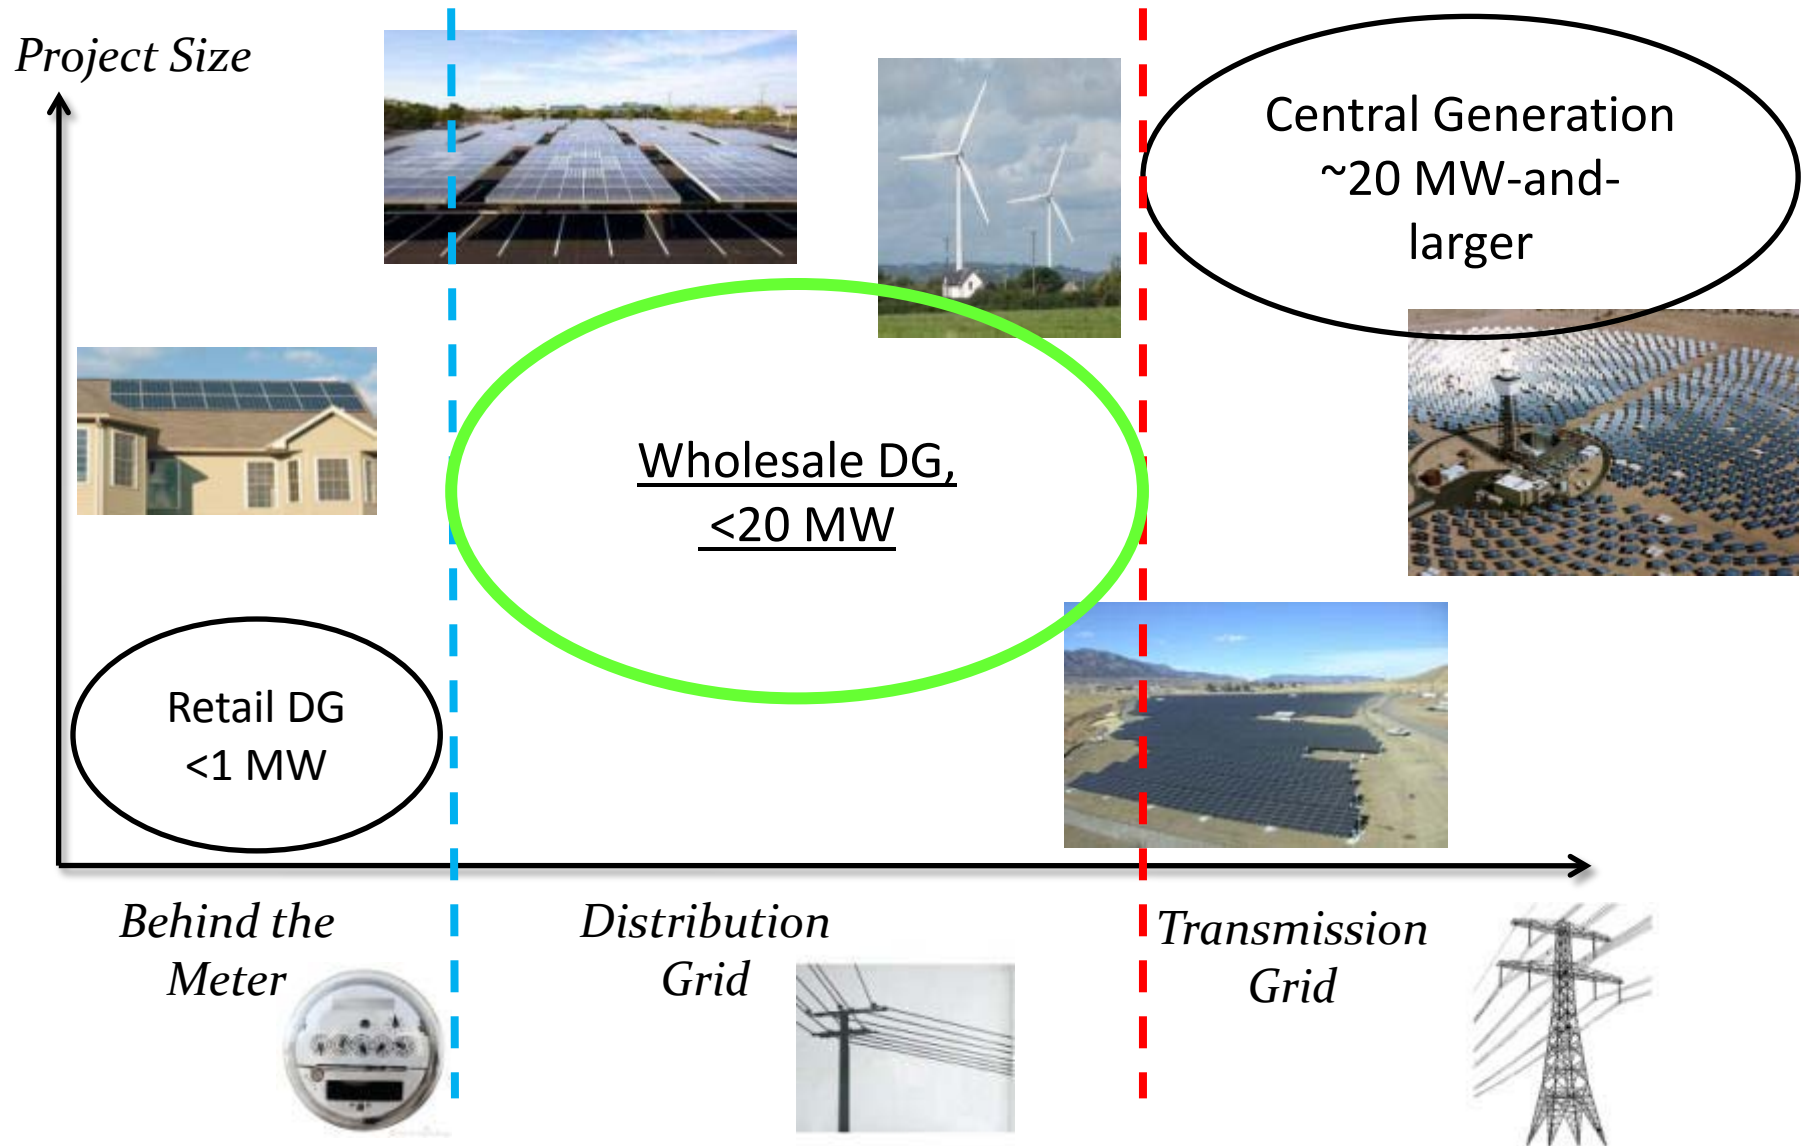 Project Size
Central Generation
~20 MW-and-
larger
Wholesale DG,
<20 MW
Retail DG
<1 MW
Behind the
Meter
Distribution
Grid
Transmission
Grid